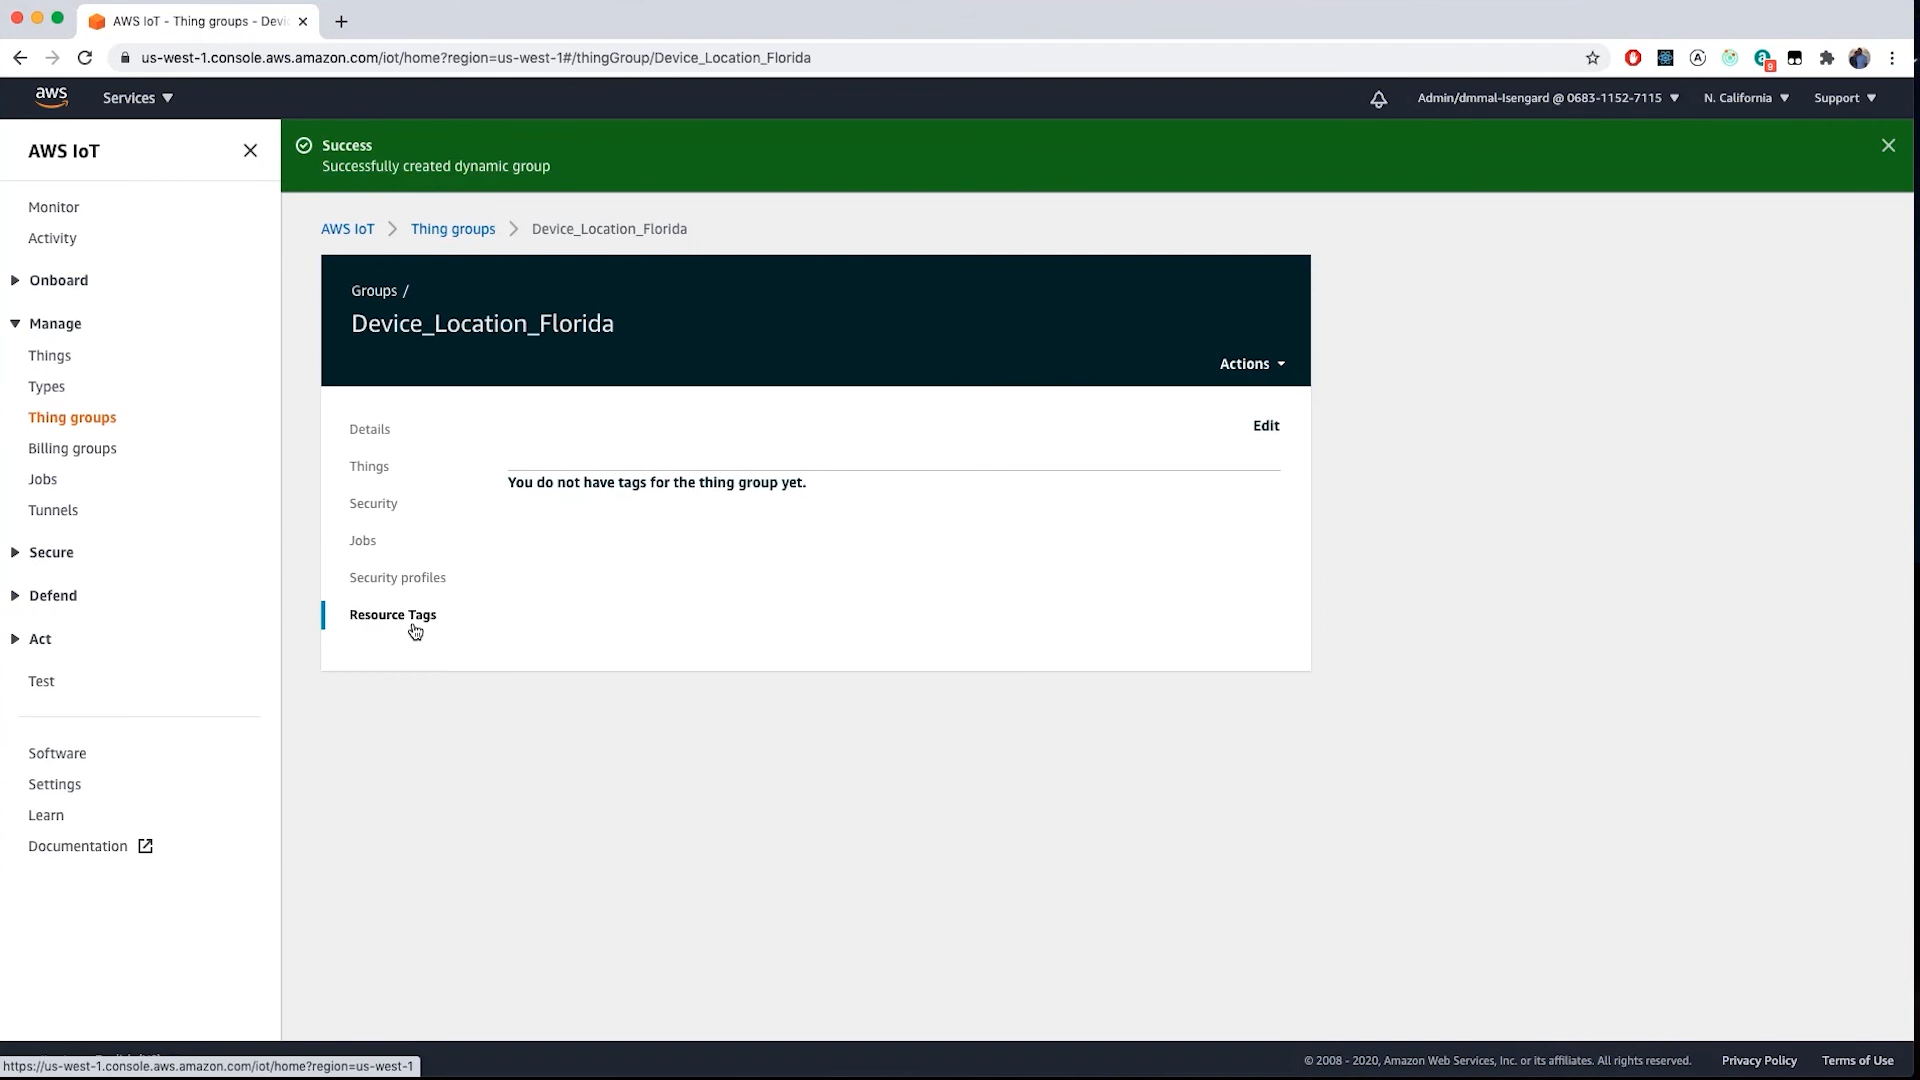 AWS IoT - Thing groups - Devi
us-west-1.console.aws.amazon.com/iot/home?region=us-west-1#/thingGroup/Device_Location_Florida
9
aws
Services
Admin/dmmal-Isengard @ 0683-1152-7115
N. California
Support
AWS IoT
Monitor
Activity
Onboard
Manage
Things
Types
Thing groups
Billing groups
Jobs
Tunnels
Secure
Defend
Act
Test
Software
Settings
Learn
Documentation
Success
Successfully created dynamic group
AWS IoT
Thing groups
Device_Location_Florida
Groups /
Device_Location_Florida
Actions
Details
Things
Security
Jobs
Security profiles
Resource Tags
Edit
You do not have tags for the thing group yet.
https://us-west-1.console.aws.amazon.com/iot/home?region=us-west-1
© 2008 - 2020, Amazon Web Services, Inc. or its affiliates. All rights reserved.
Privacy Policy
Terms of Use